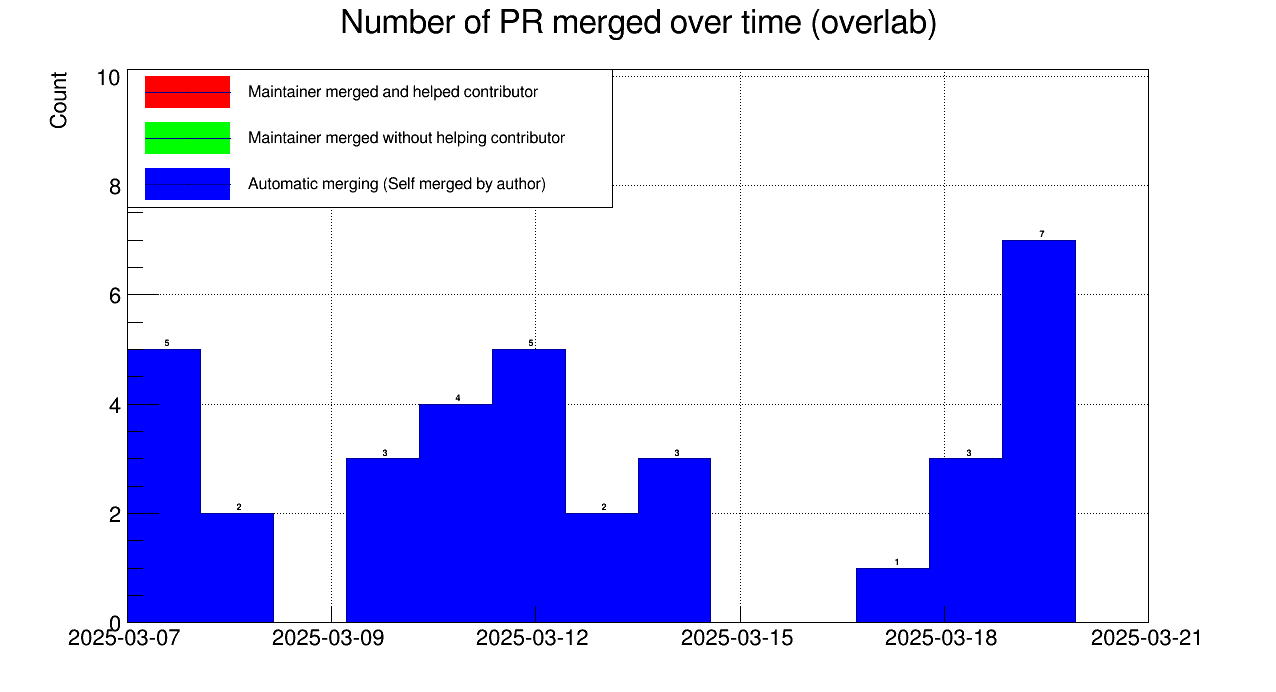 Number of PR merged over time (overlab)
Count
10
8
6
4
2
0
Maintainer merged and helped contributor
Maintainer merged without helping contributor
Automatic merging (Self merged by author)
5
2
3
4
5
2
3
1
3
7
2025-03-07 2025-03-09 2025-03-12 2025-03-15 2025-03-18 2025-03-21